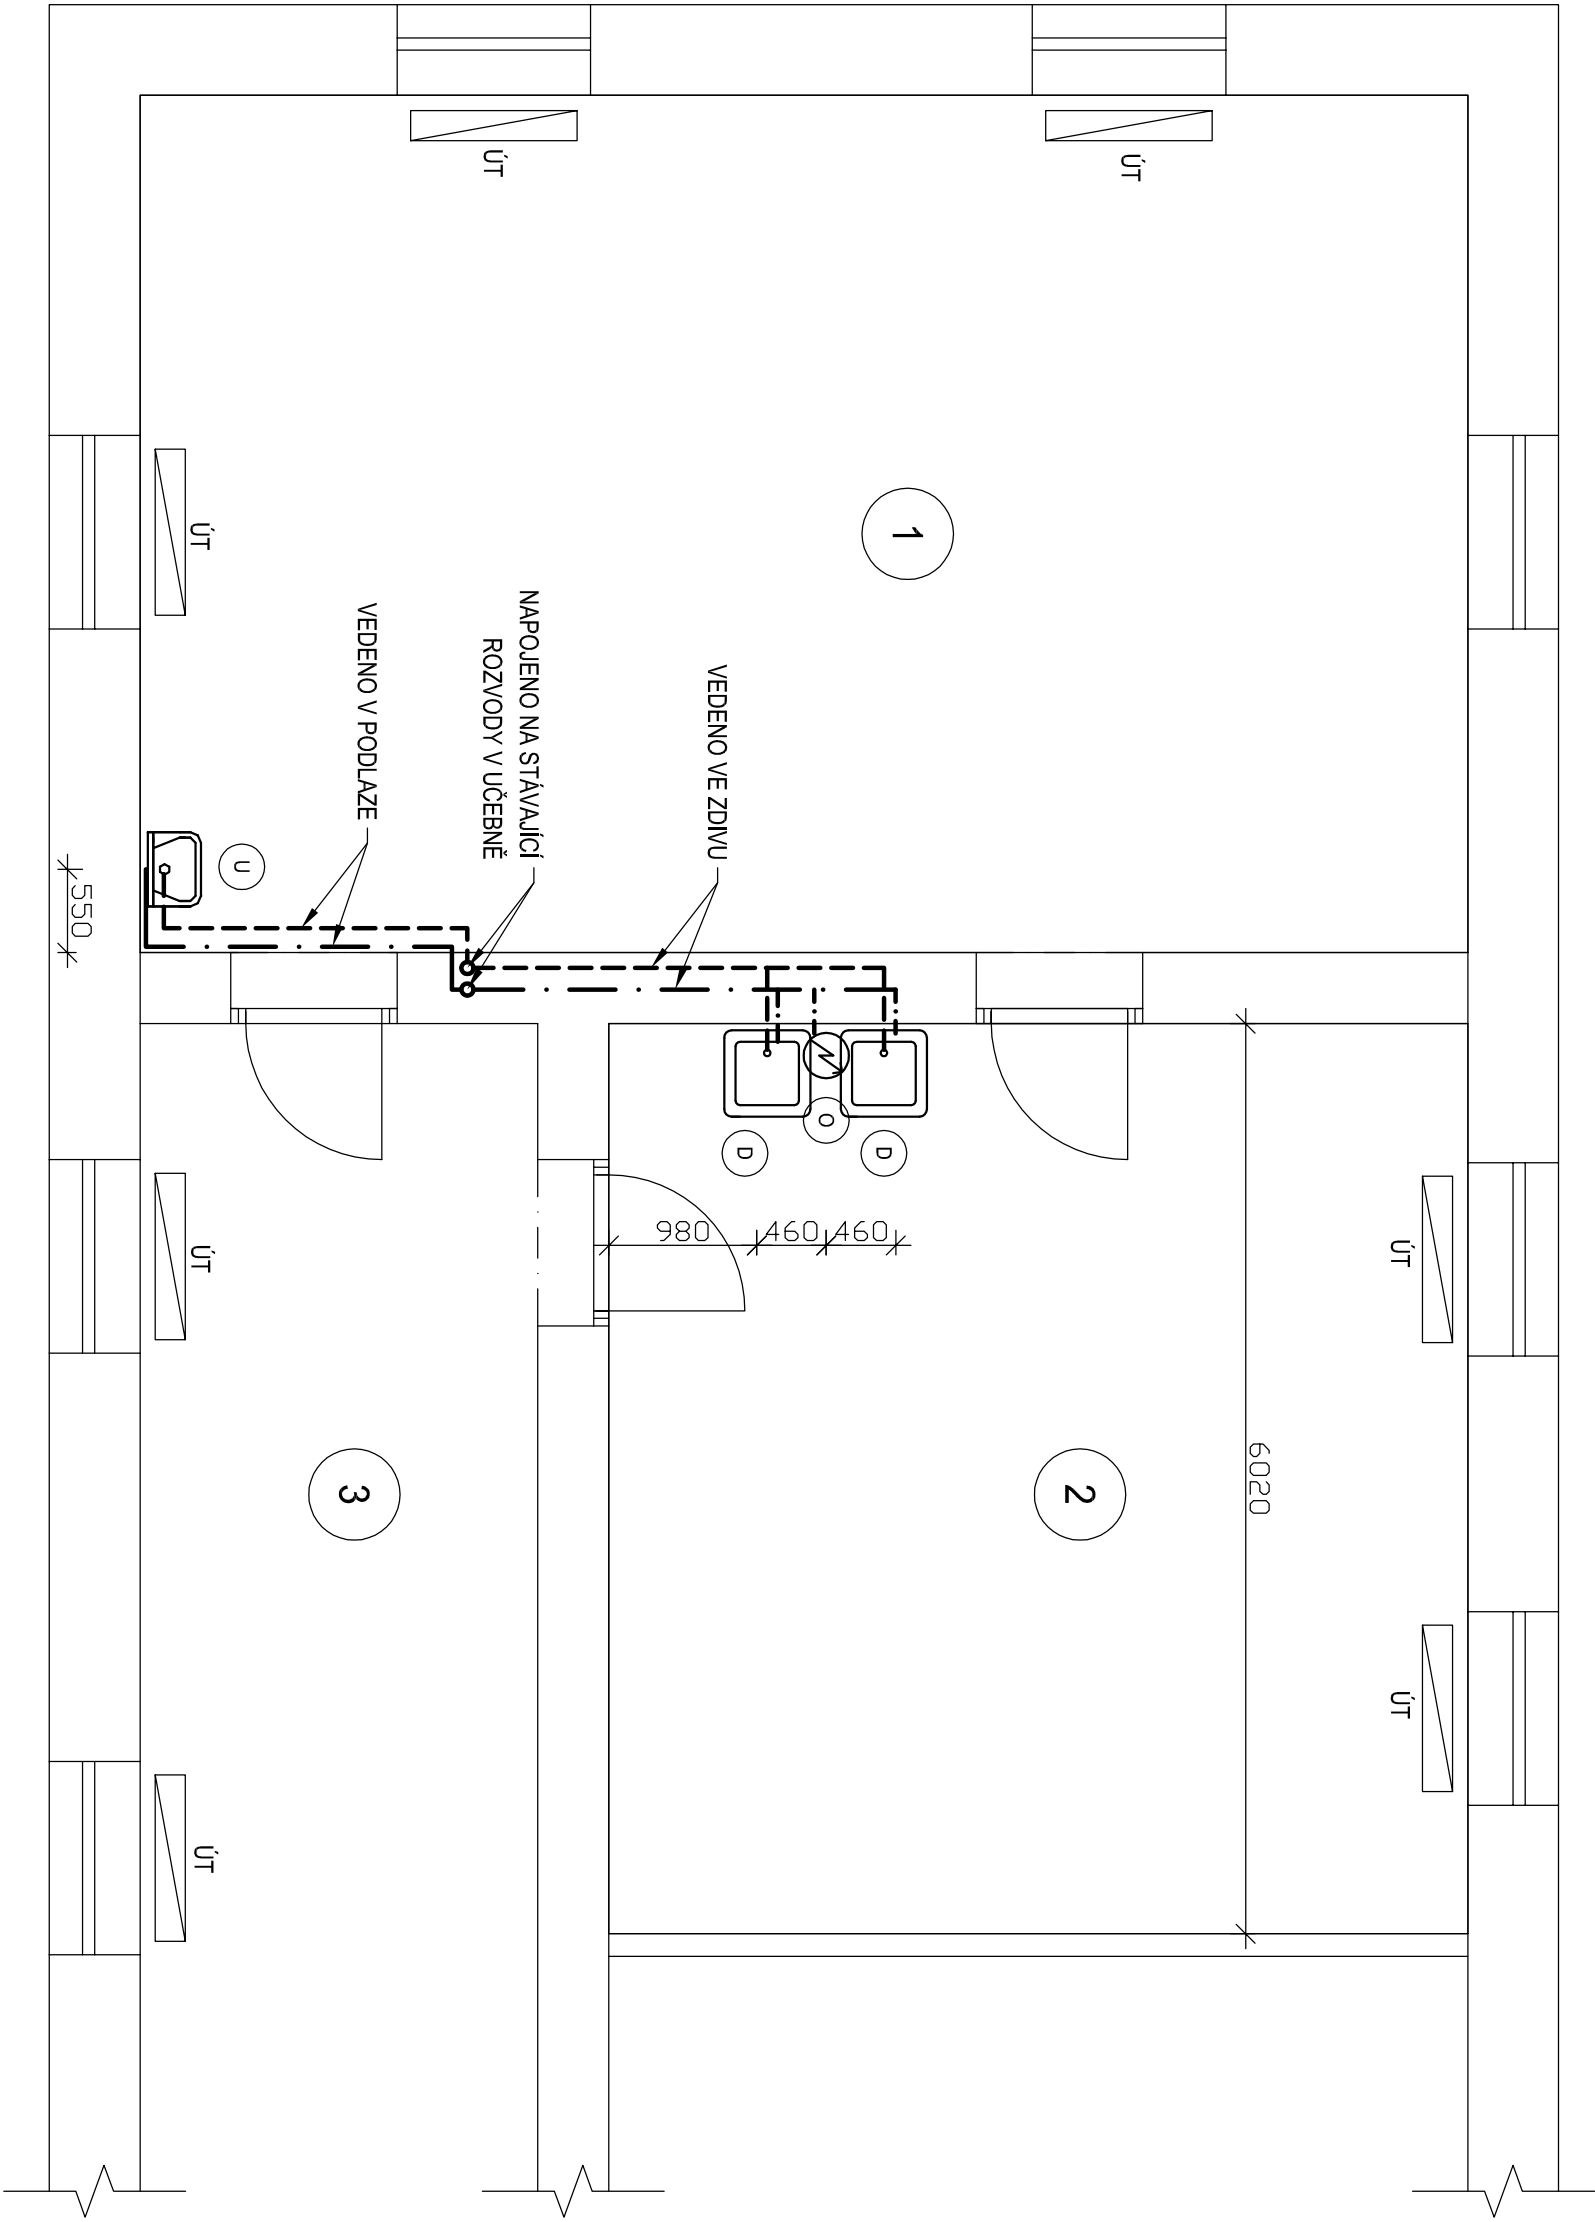 ÚT
ÚT
1
ÚT
NAPOJENO NA STÁVAJÍCÍ
ROZVODY V UČEBNĚ
VEDENO V PODLAZE
VEDENO VE ZDIVU
U
550
O
D
D
980
460
460
ÚT
ÚT
6020
2
3
ÚT
ÚT